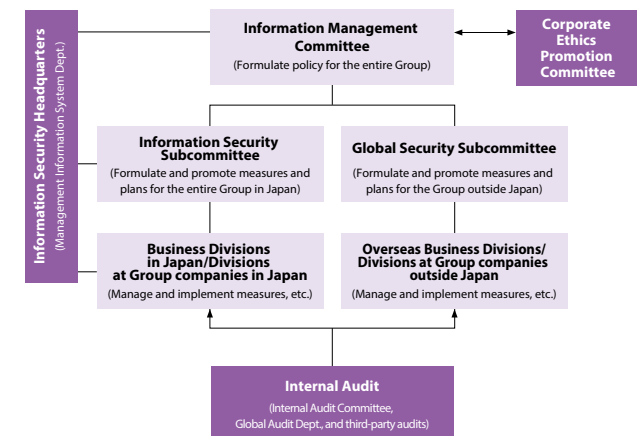 Information Security Headquarters
(Management Information System Dept.)
Information Management
Committee
(Formulate policy for the entire Group)
Corporate
Ethics
Promotion
Committee
Information Security
Subcommittee
(Formulate and promote measures and
plans for the entire Group in Japan)
Global Security Subcommittee
(Formulate and promote measures and
plans for the Group outside Japan)
Business Divisions
in Japan/Divisions
at Group companies in Japan
(Manage and implement measures, etc.)
Overseas Business Divisions/
Divisions at Group companies
outside Japan
(Manage and implement measures, etc.)
Internal Audit
(Internal Audit Committee,
Global Audit Dept., and third-party audits)